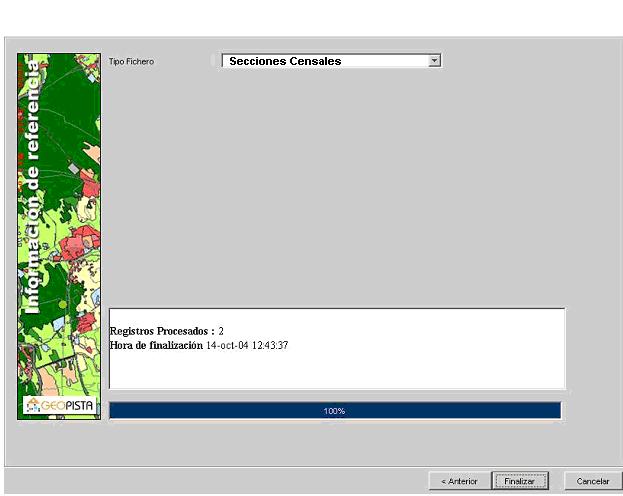 Información de referencia
GEOPISTA
Tipo Fichero
Secciones Censales
Registros Procesados : 2
Hora de finalización 14-oct-04 12:43:37
100%
< Anterior
Finalizar
Cancelar